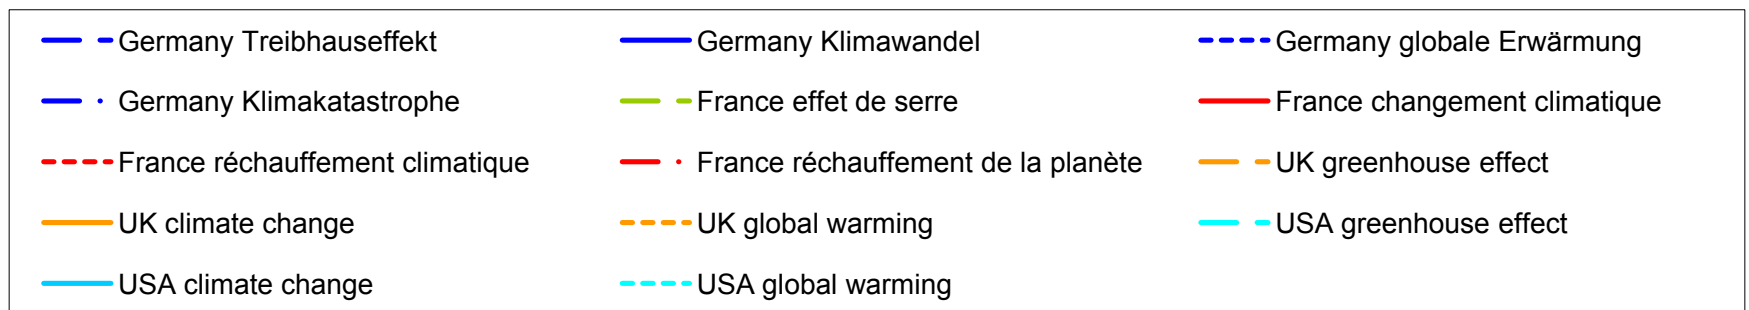 Germany Treibhauseffekt
Germany Klimawandel
Germany globale Erwärmung
Germany Klimakatastrophe
France effet de serre
France changement climatique
France réchauffement climatique
France réchauffement de la planète
UK greenhouse effect
UK climate change
UK global warming
USA greenhouse effect
USA climate change
USA global warming